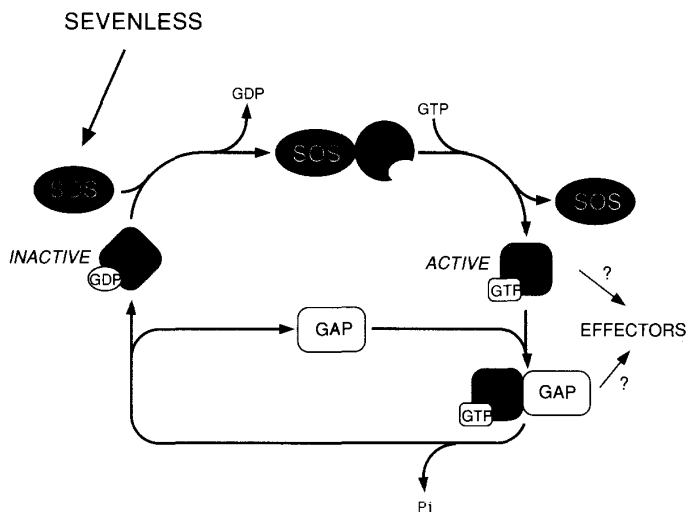 SEVENLESS
GDP
GTP
SOS
SOS
SOS
INACTIVE
GDP
ACTIVE
GTP
?
EFFECTORS
GAP
?
GAP
GTP
Pi